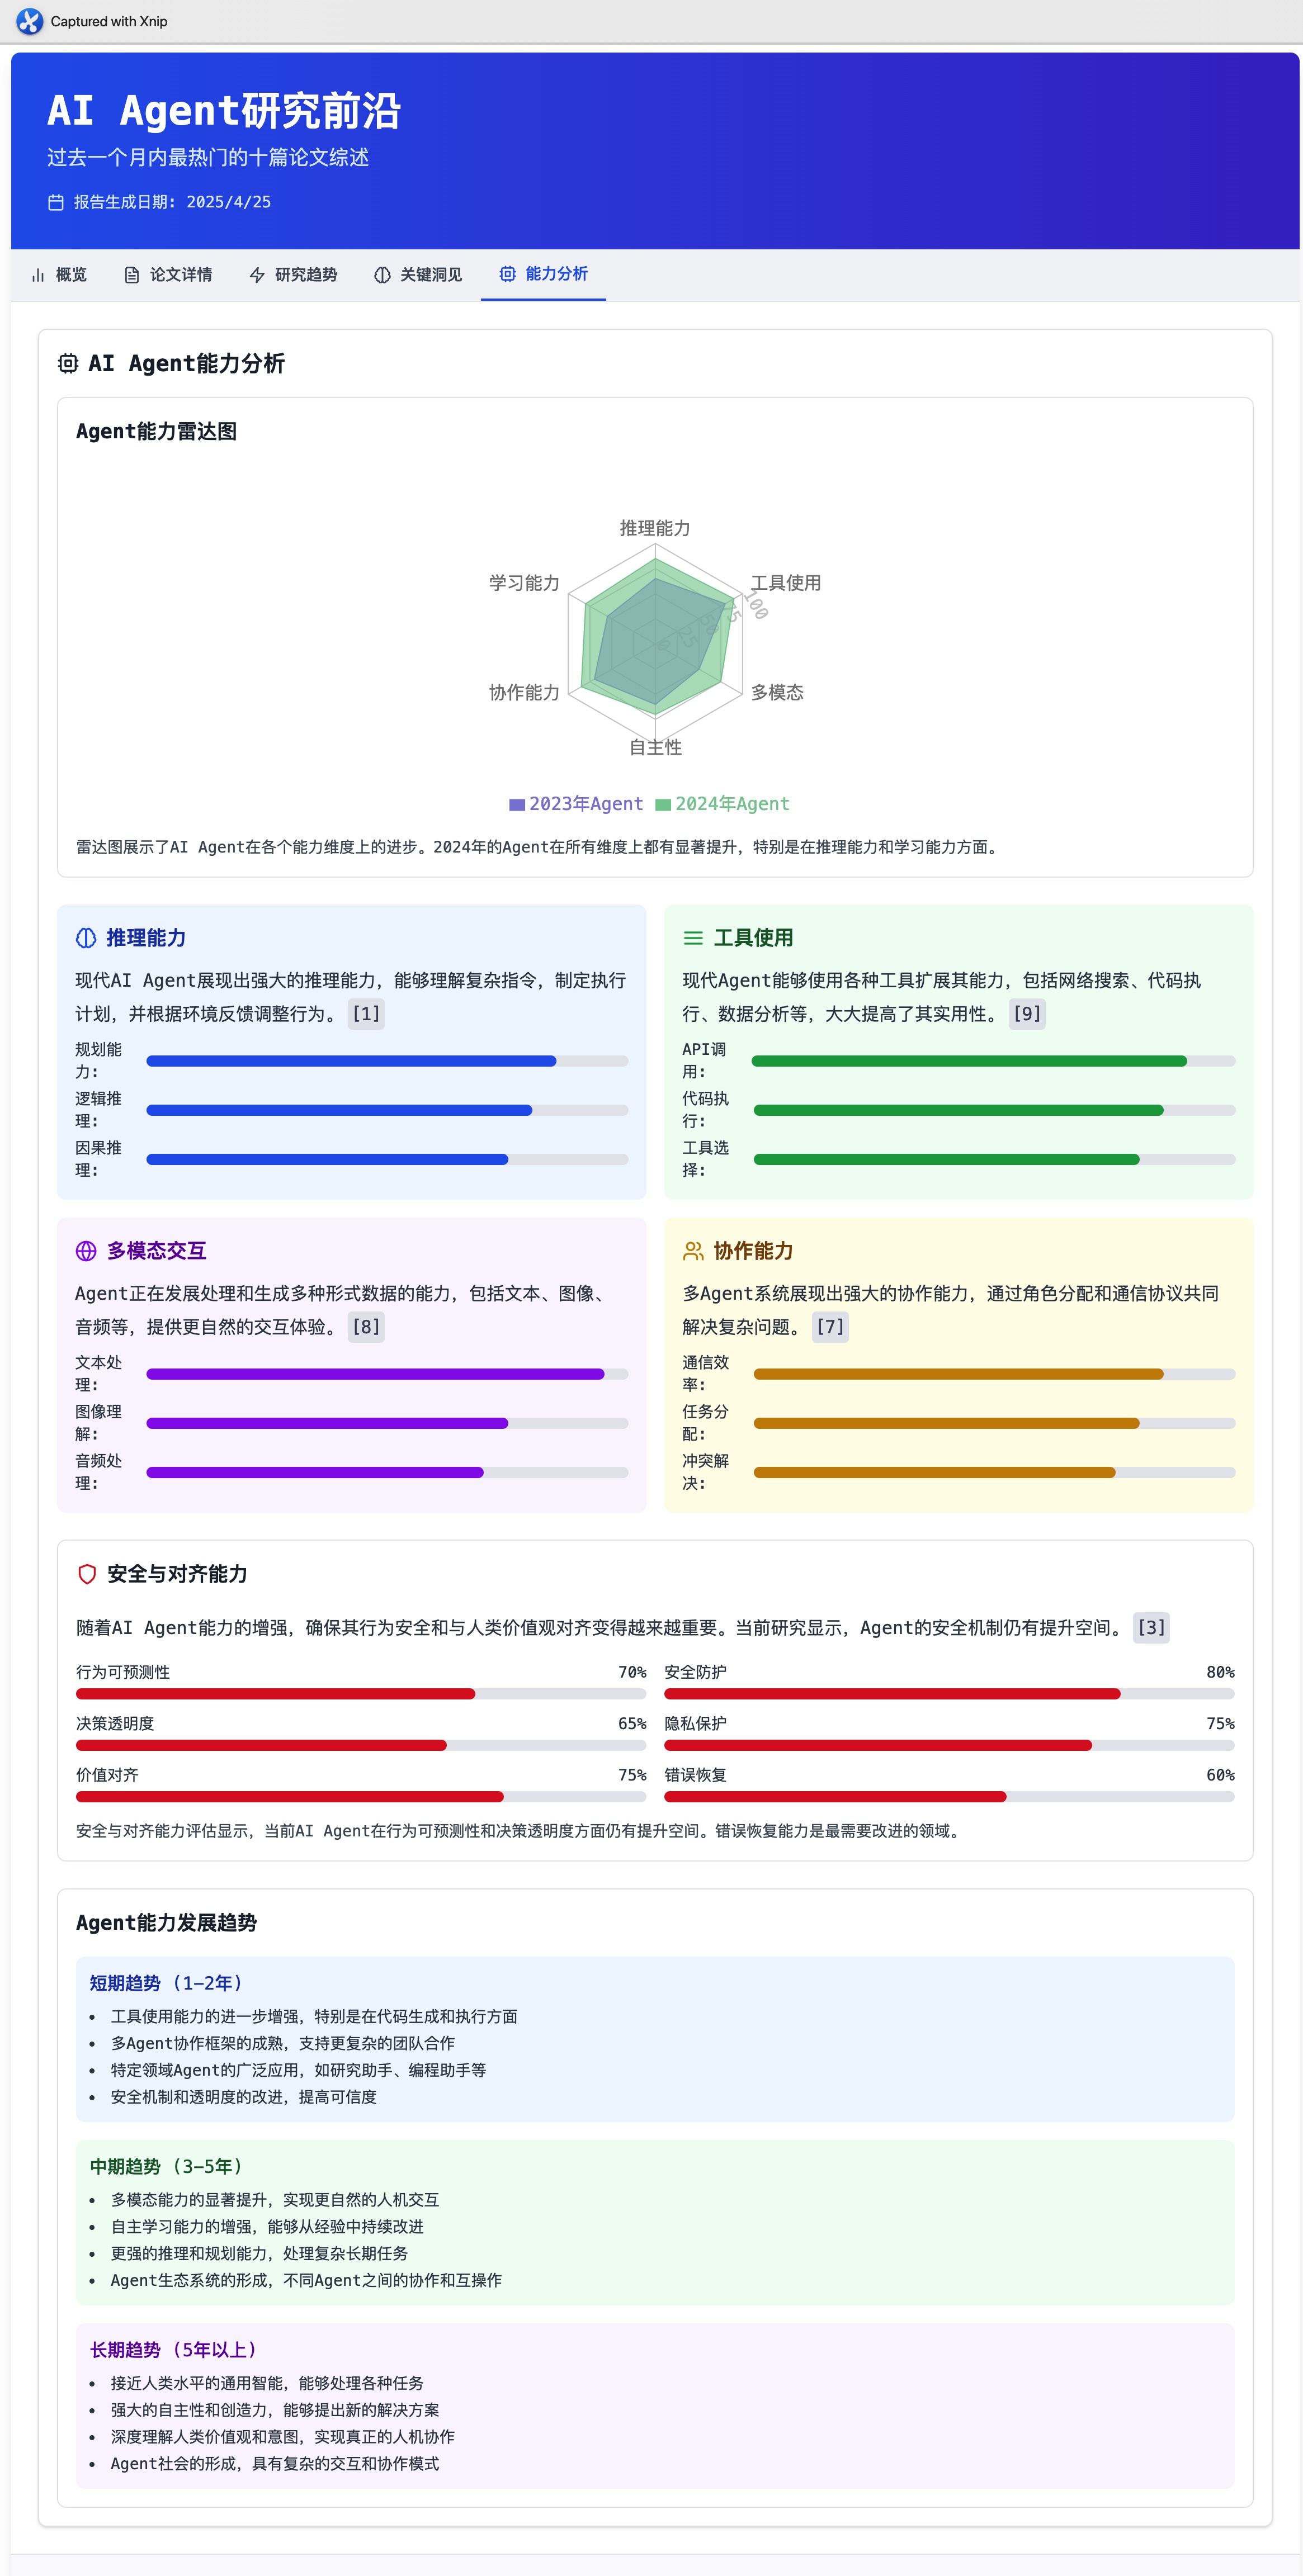 Captured with Xnip
AI Agent研究前沿
过去一个月内最热门的十篇论文综述
报告生成日期: 2025/4/25
概览
论文详情
研究趋势
关键洞见
能力分析
AI Agent能力分析
Agent能力雷达图
推理能力
学习能力
工具使用
100
75
50
25
0
协作能力
多模态
自主性
2023年Agent
2024年Agent
雷达图展示了AI Agent在各个能力维度上的进步。2024年的Agent在所有维度上都有显著提升，特别是在推理能力和学习能力方面。
推理能力
现代AI Agent展现出强大的推理能力，能够理解复杂指令，制定执行
计划，并根据环境反馈调整行为。 [1]
规划能
力:
逻辑推
理:
因果推
理:
工具使用
现代Agent能够使用各种工具扩展其能力，包括网络搜索、代码执
行、数据分析等，大大提高了其实用性。 [9]
API调
用:
代码执
行:
工具选
择:
多模态交互
Agent正在发展处理和生成多种形式数据的能力，包括文本、图像、
音频等，提供更自然的交互体验。 [8]
文本处
理:
图像理
解:
音频处
理:
协作能力
多Agent系统展现出强大的协作能力，通过角色分配和通信协议共同
解决复杂问题。 [7]
通信效
率:
任务分
配:
冲突解
决:
安全与对齐能力
随着AI Agent能力的增强，确保其行为安全和与人类价值观对齐变得越来越重要。当前研究显示，Agent的安全机制仍有提升空间。 [3]
行为可预测性 70%
安全防护 80%
决策透明度 65%
隐私保护 75%
价值对齐 75%
错误恢复 60%
安全与对齐能力评估显示，当前AI Agent在行为可预测性和决策透明度方面仍有提升空间。错误恢复能力是最需要改进的领域。
Agent能力发展趋势
短期趋势 (1-2年)
• 工具使用能力的进一步增强，特别是在代码生成和执行方面
• 多Agent协作框架的成熟，支持更复杂的团队合作
• 特定领域Agent的广泛应用，如研究助手、编程助手等
• 安全机制和透明度的改进，提高可信度
中期趋势 (3-5年)
• 多模态能力的显著提升，实现更自然的人机交互
• 自主学习能力的增强，能够从经验中持续改进
• 更强的推理和规划能力，处理复杂长期任务
• Agent生态系统的形成，不同Agent之间的协作和互操作
长期趋势 (5年以上)
• 接近人类水平的通用智能，能够处理各种任务
• 强大的自主性和创造力，能够提出新的解决方案
• 深度理解人类价值观和意图，实现真正的人机协作
• Agent社会的形成，具有复杂的交互和协作模式